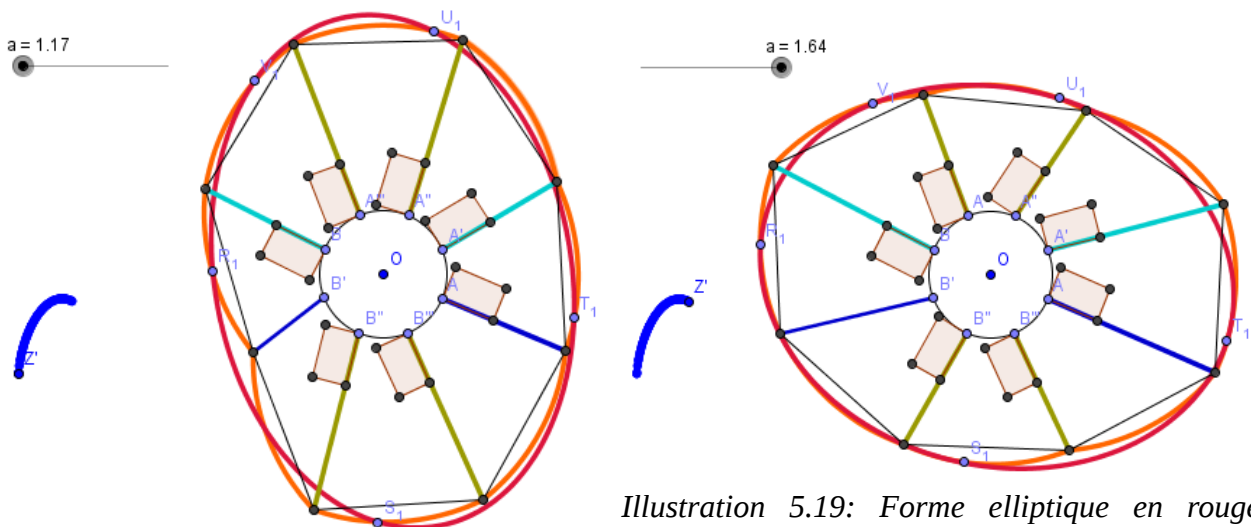 a = 1.17
U₁
V₁
A"
A'
B
O
R₁
B'
A
T₁
Z'
B"
S₁
a = 1.64
V₁
U₁
A
A"
B
A'
R₁
O
Z'
B'
A
T₁
B"
S₁
Illustration 5.19: Forme elliptique en rouge